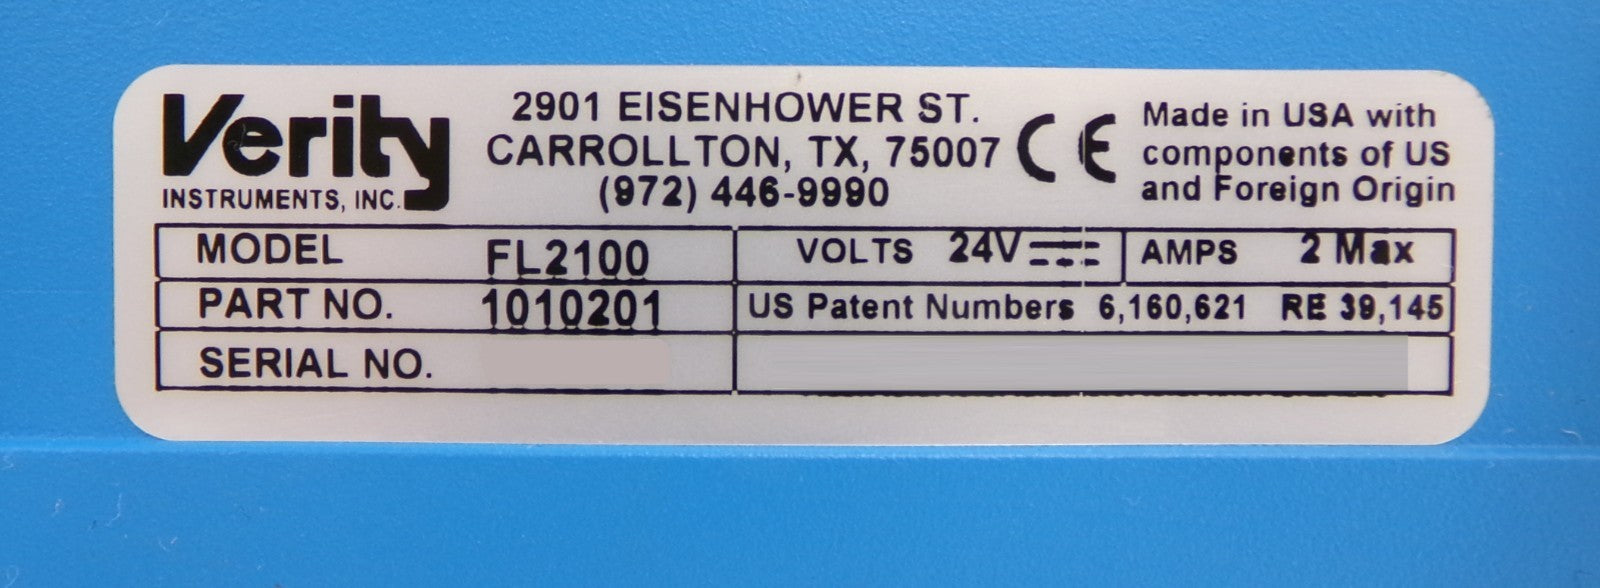 Verity
INSTRUMENTS, INC.
2901 EISENHOWER ST.
CARROLLTON, TX, 75007
(972) 446-9990
CE
Made in USA with
components of US
and Foreign Origin
MODEL FL2100 VOLTS 24V AMPS 2 Max
PART NO. 1010201 US Patent Numbers 6,160,621 RE 39,145
SERIAL NO.